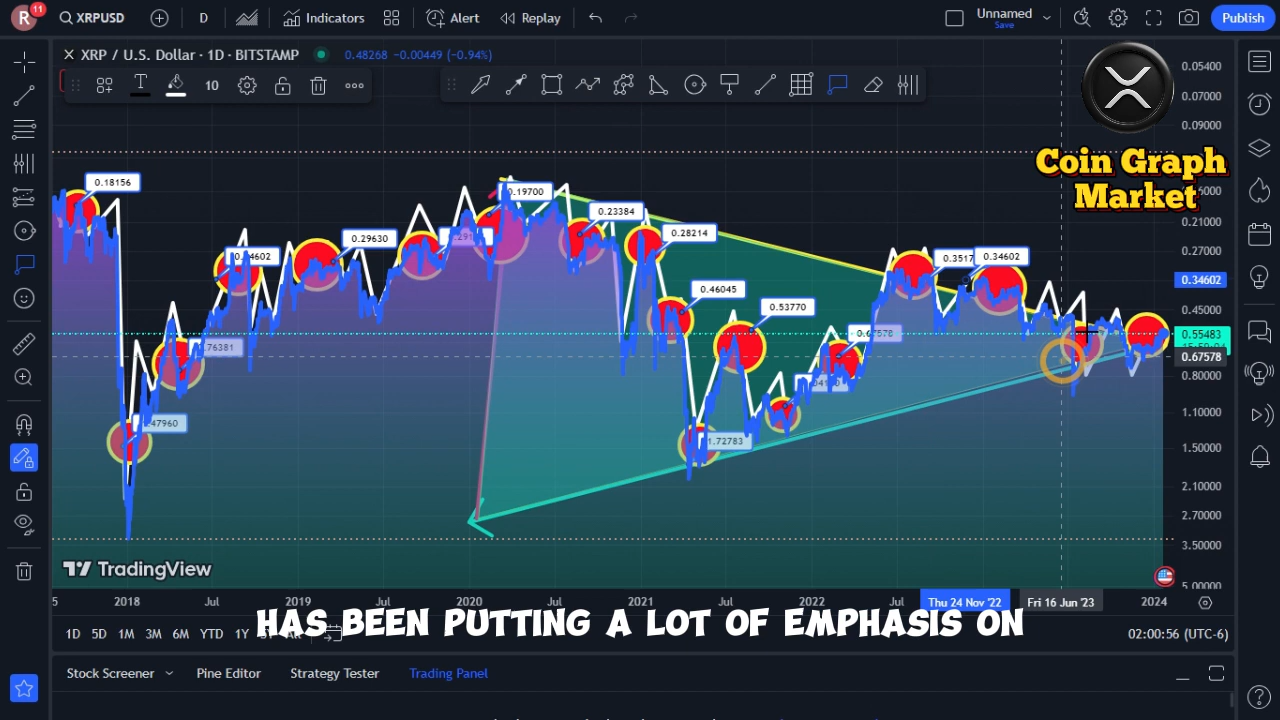 R
11
XRPUSD
D
Indicators
Alert
Replay
Unnamed
Save
Publish
XRP / U.S. Dollar · 1D · BITSTAMP
0.48268 −0.00449 (−0.94%)
10
Coin Graph
Market
0.05400
0.07000
0.09000
0.21000
0.27000
0.34602
0.45000
0.55483
0.67578
0.80000
1.10000
1.50000
2.10000
2.70000
3.50000
5.00000
0.18156
0.29630
0.19700
0.23384
0.28214
0.46045
0.53770
0.34602
1.72783
TradingView
2018
Jul
2019
Jul
2020
Jul
2021
Jul
2022
Jul
Thu 24 Nov '22
Fri 16 Jun '23
2024
HAS BEEN PUTTING A LOT OF EMPHASIS ON
1D
5D
1M
3M
6M
YTD
1Y
02:00:56 (UTC-6)
Stock Screener
Pine Editor
Strategy Tester
Trading Panel